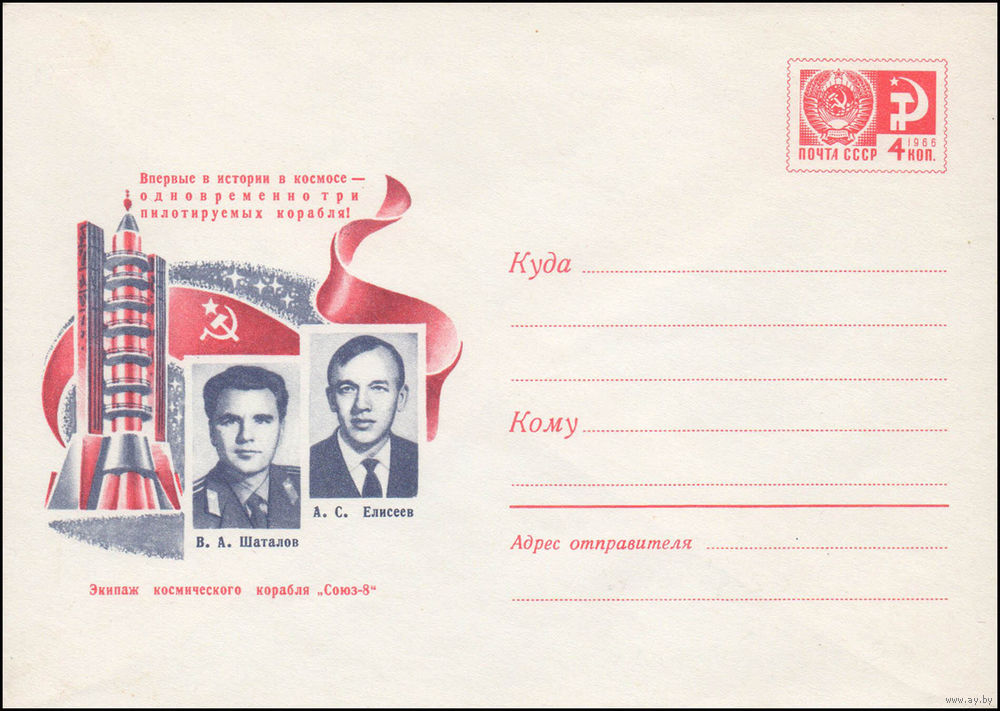 Впервые в истории в космосе —
одновременно три
пилотируемых корабля!
ПОЧТА СССР
1966
4 КОП.
Куда
Кому
А. С. Елисеев
В. А. Шаталов
Адрес отправителя
Экипаж космического корабля „Союз-8“
www.ay.by